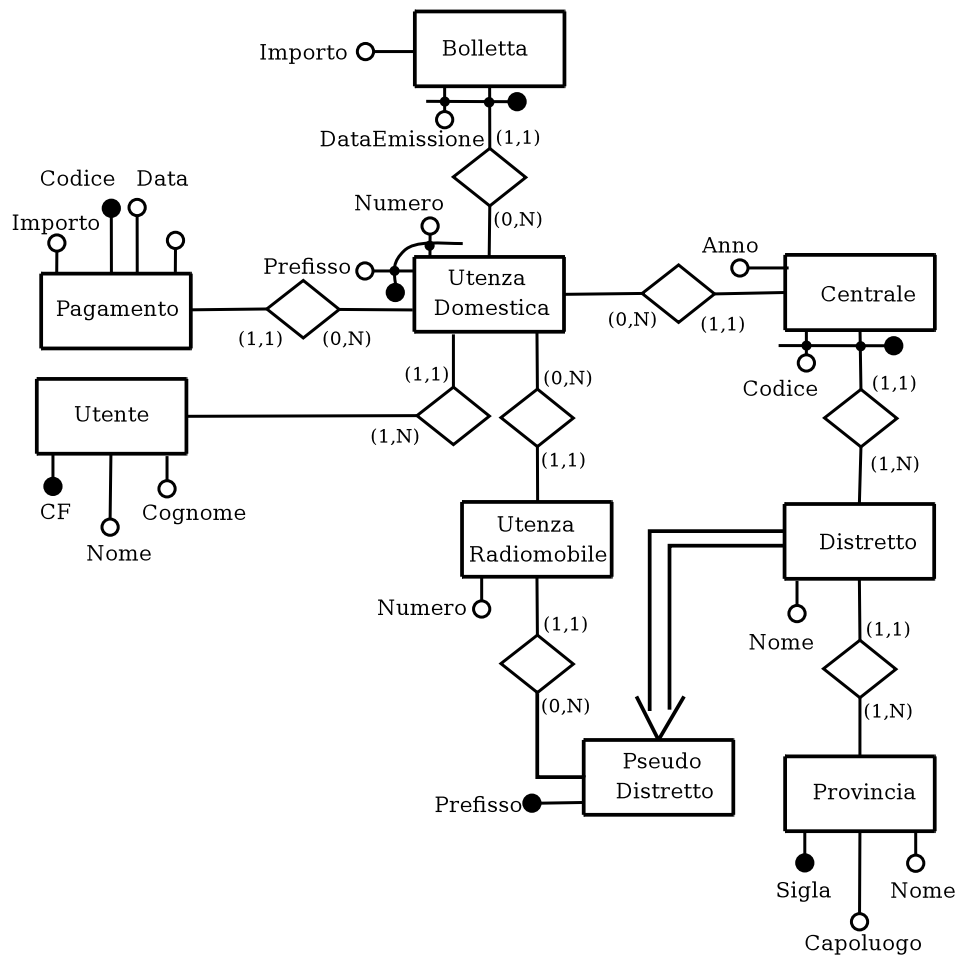 Bolletta
Importo
DataEmissione
(1,1)
Codice
Data
Numero
(0,N)
Importo
Prefisso
Anno
Utenza
Domestica
Centrale
Pagamento
(1,1)
(0,N)
(0,N)
(1,1)
(1,1)
(0,N)
Codice
(1,1)
Utente
(1,N)
(1,1)
(1,N)
CF
Cognome
Nome
Utenza
Radiomobile
Distretto
Numero
(1,1)
Nome
(1,1)
(0,N)
(1,N)
Pseudo
Distretto
Prefisso
Provincia
Sigla
Nome
Capoluogo